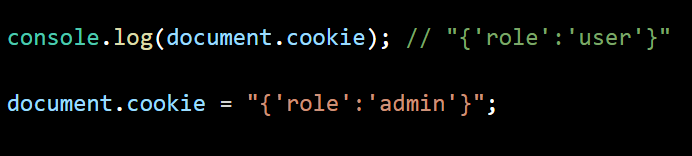 console.log(document.cookie); // "{'role':'user'}"
document.cookie = "{'role':'admin'}";